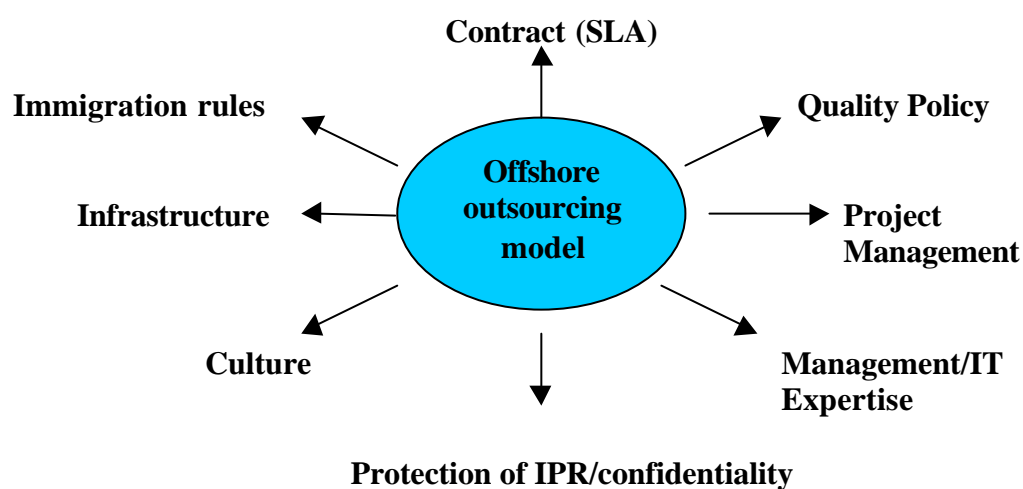 Contract (SLA)
Immigration rules
Quality Policy
Offshore
outsourcing
model
Infrastructure
Project
Management
Culture
Management/IT
Expertise
Protection of IPR/confidentiality